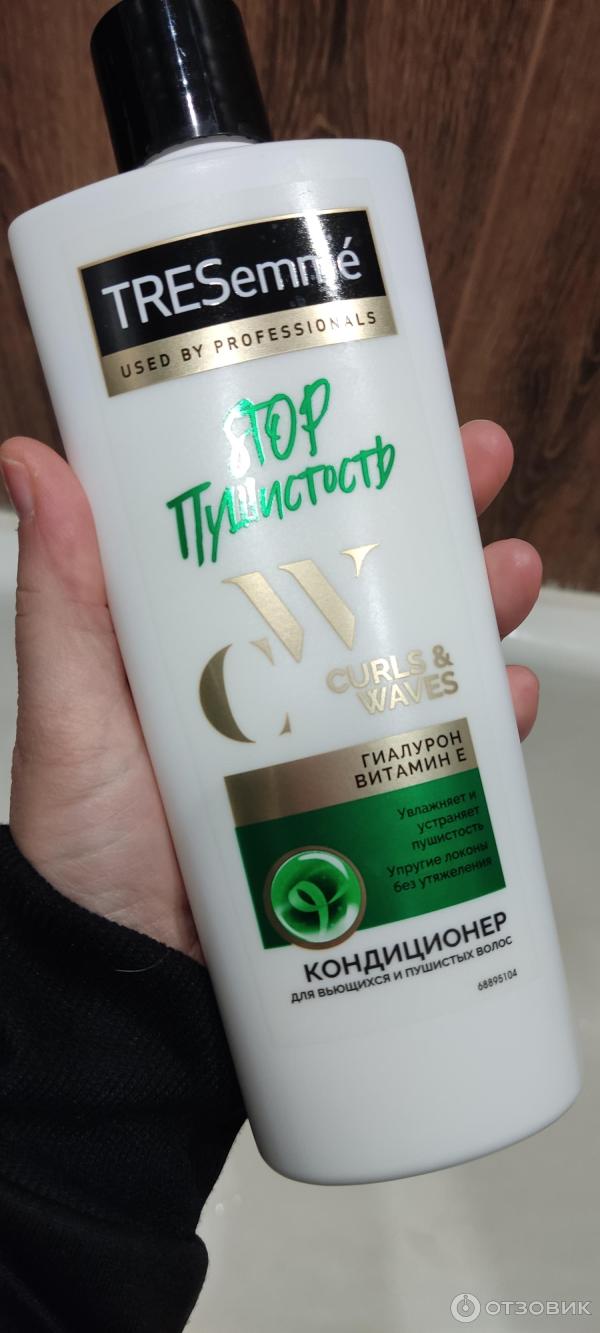 TRESemmé
USED BY PROFESSIONALS
STOP
Пушистость
CW
CURLS &
WAVES
ГИАЛУРОН
ВИТАМИН Е
Увлажняет и
устраняет
пушистость
Упругие локоны
без утяжеления
КОНДИЦИОНЕР
ДЛЯ ВЬЮЩИХСЯ И ПУШИСТЫХ ВОЛОС
68895104
ОТЗОВИК